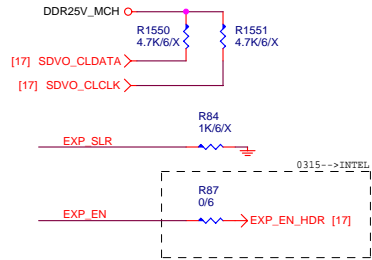 DDR25V_MCH
R1550
4.7K/6/X
R1551
4.7K/6/X
[17] SDVO_CLDATA
[17] SDVO_CLCLK
R84
1K/6/X
EXP_SLR
0315-->INTEL
R87
0/6
EXP_EN
EXP_EN_HDR [17]